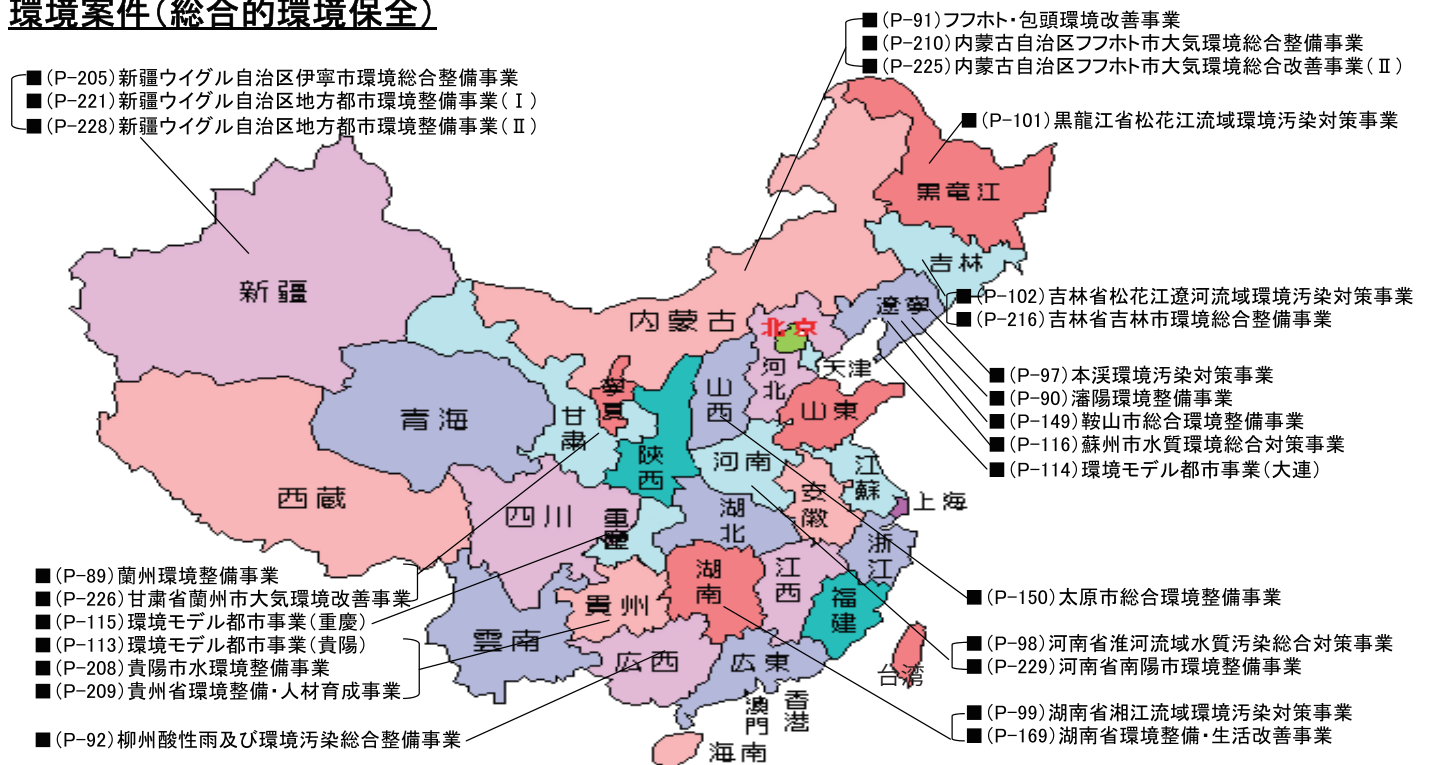 環境案件(総合的環境保全)
■(P-91)フフホト・包頭環境改善事業
■(P-210)内蒙古自治区フフホト市大気環境総合整備事業
■(P-225)内蒙古自治区フフホト市大気環境総合改善事業(Ⅱ)
■(P-205)新疆ウイグル自治区伊寧市環境総合整備事業
■(P-221)新疆ウイグル自治区地方都市環境整備事業(Ⅰ)
■(P-228)新疆ウイグル自治区地方都市環境整備事業(Ⅱ)
■(P-101)黒龍江省松花江流域環境汚染対策事業
黒竜江
吉林
新疆
遼寧
■(P-102)吉林省松花江遼河流域環境汚染対策事業
■(P-216)吉林省吉林市環境総合整備事業
内蒙古
北京
天津
河北
山西
寧夏
■(P-97)本渓環境汚染対策事業
■(P-90)瀋陽環境整備事業
■(P-149)鞍山市総合環境整備事業
■(P-116)蘇州市水質環境総合対策事業
■(P-114)環境モデル都市事業(大連)
青海
甘粛
山東
陝西
河南
江蘇
西蔵
四川
重慶
湖北
安徽
上海
浙江
■(P-89)蘭州環境整備事業
■(P-226)甘粛省蘭州市大気環境改善事業
■(P-115)環境モデル都市事業(重慶)
■(P-113)環境モデル都市事業(貴陽)
■(P-208)貴陽市水環境整備事業
■(P-209)貴州省環境整備・人材育成事業
湖南
江西
貴州
福建
■(P-150)太原市総合環境整備事業
雲南
広西
広東
台湾
■(P-98)河南省淮河流域水質汚染総合対策事業
■(P-229)河南省南陽市環境整備事業
澳門
香港
■(P-99)湖南省湘江流域環境汚染対策事業
■(P-169)湖南省環境整備・生活改善事業
■(P-92)柳州酸性雨及び環境汚染総合整備事業
海南